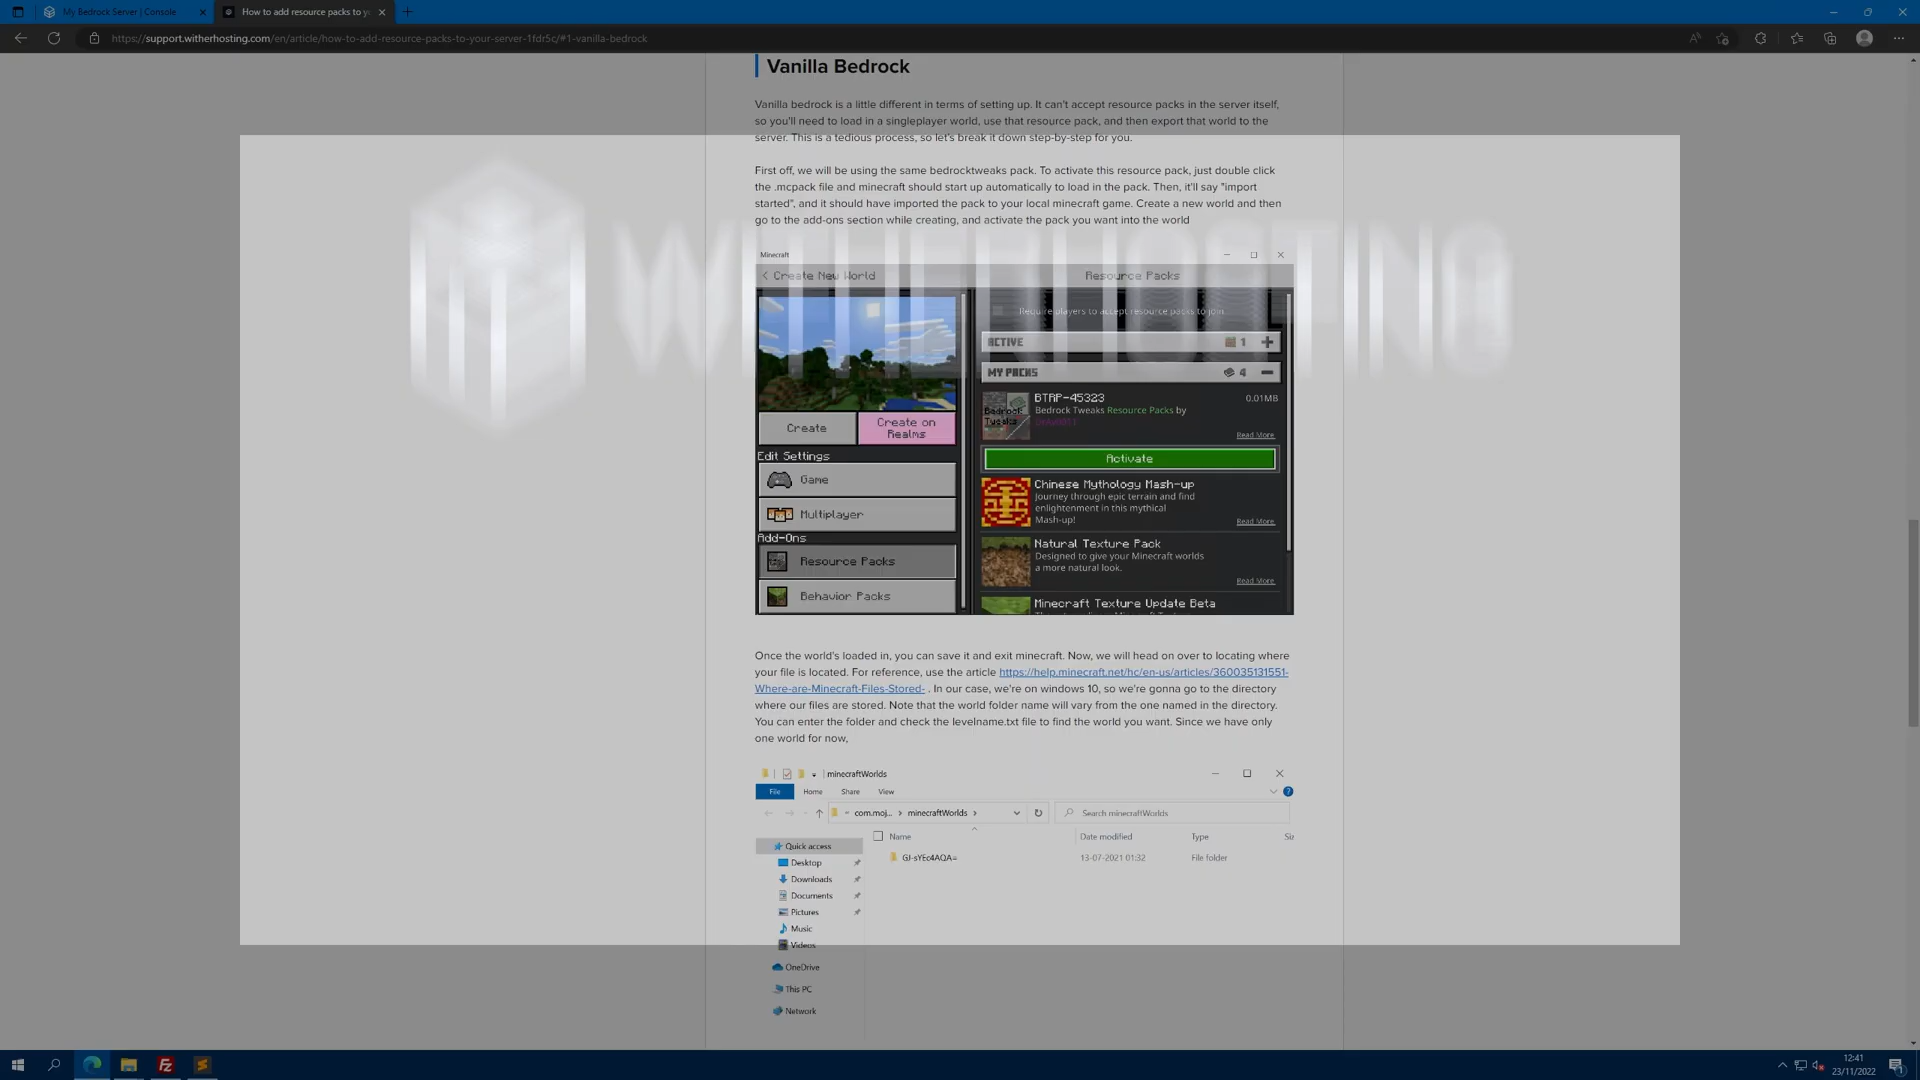 My Bedrock Server | Console
How to add resource packs to y
https://support.witherhosting.com/en/article/how-to-add-resource-packs-to-your-server-1fdr5c/#1-vanilla-bedrock
Vanilla Bedrock
Vanilla bedrock is a little different in terms of setting up. It can't accept resource packs in the server itself,
so you'll need to load in a singleplayer world, use that resource pack, and then export that world to the
server. This is a tedious process, so let's break it down step-by-step for you.
First off, we will be using the same bedrocktweaks pack. To activate this resource pack, just double click
the .mcpack file and minecraft should start up automatically to load in the pack. Then, it'll say "import
started", and it should have imported the pack to your local minecraft game. Create a new world and then
go to the add-ons section while creating, and activate the pack you want into the world
WITHERHOSTING
Minecraft
Create New World
Resource Packs
Require players to accept resource packs to join
ACTIVE
1
MY PACKS
4
BTRP-45323
0.01MB
Bedrock Tweaks Resource Packs by
Read More
Activate
Create
Create on
Realms
Edit Settings
Game
Multiplayer
Add-Ons
Resource Packs
Behavior Packs
Chinese Mythology Mash-up
Journey through epic terrain and find
enlightenment in this mythical
Mash-up!
Read More
Natural Texture Pack
Designed to give your Minecraft worlds
a more natural look.
Read More
Minecraft Texture Update Beta
Once the world's loaded in, you can save it and exit minecraft. Now, we will head on over to locating where
your file is located. For reference, use the article https://help.minecraft.net/hc/en-us/articles/360035131551-
Where-are-Minecraft-Files-Stored- . In our case, we're on windows 10, so we're gonna go to the directory
where our files are stored. Note that the world folder name will vary from the one named in the directory.
You can enter the folder and check the levelname.txt file to find the world you want. Since we have only
one world for now,
minecraftWorlds
File
Home
Share
View
com.moj...
minecraftWorlds
Search minecraftWorlds
Name
Date modified
Type
Siz
Quick access
GJ-sYEc4AQA=
13-07-2021 01:32
File folder
Desktop
Downloads
Documents
Pictures
Music
Videos
OneDrive
This PC
Network
12:41
23/11/2022